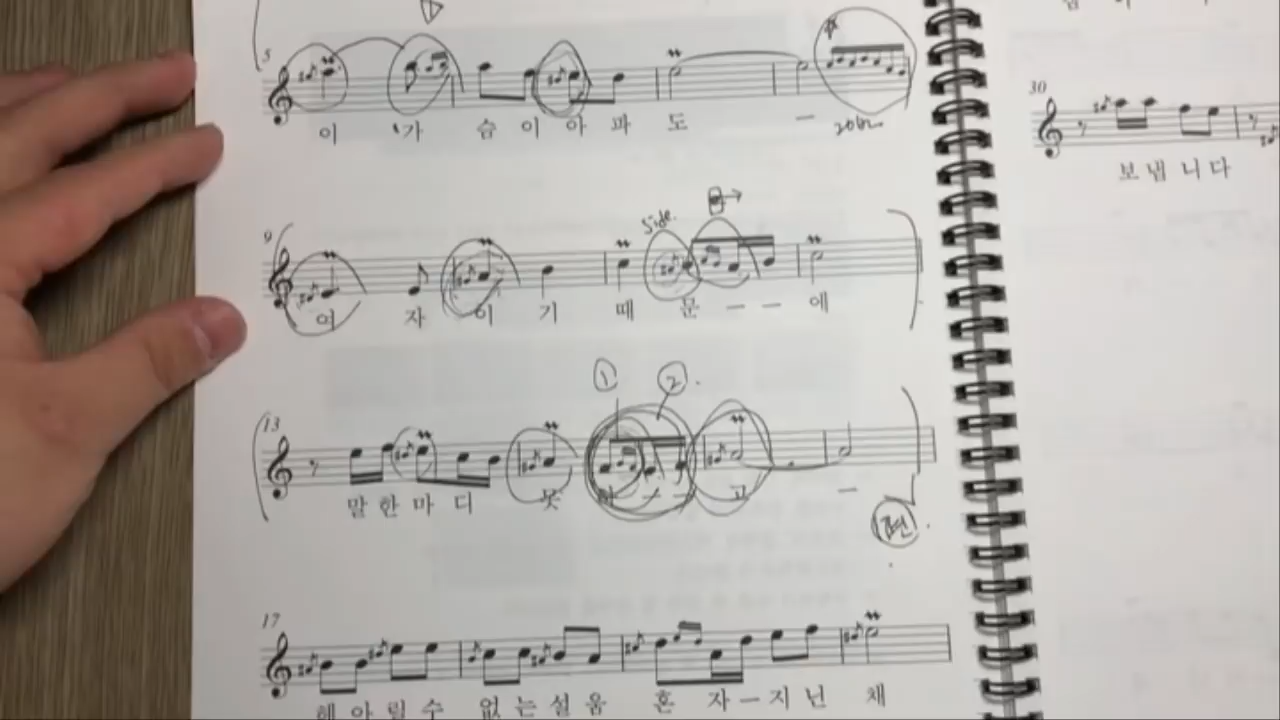 5
이 가 슴 이 아 파 도 –
9
Side.
여 자 이 기 때 문 – – 에
① ②.
13
말 한 마 디 못 하 – – 고 –
17
헤 아 릴 수 없 는 설 움 혼 자 – 지 닌 채
30
보 냅 니 다